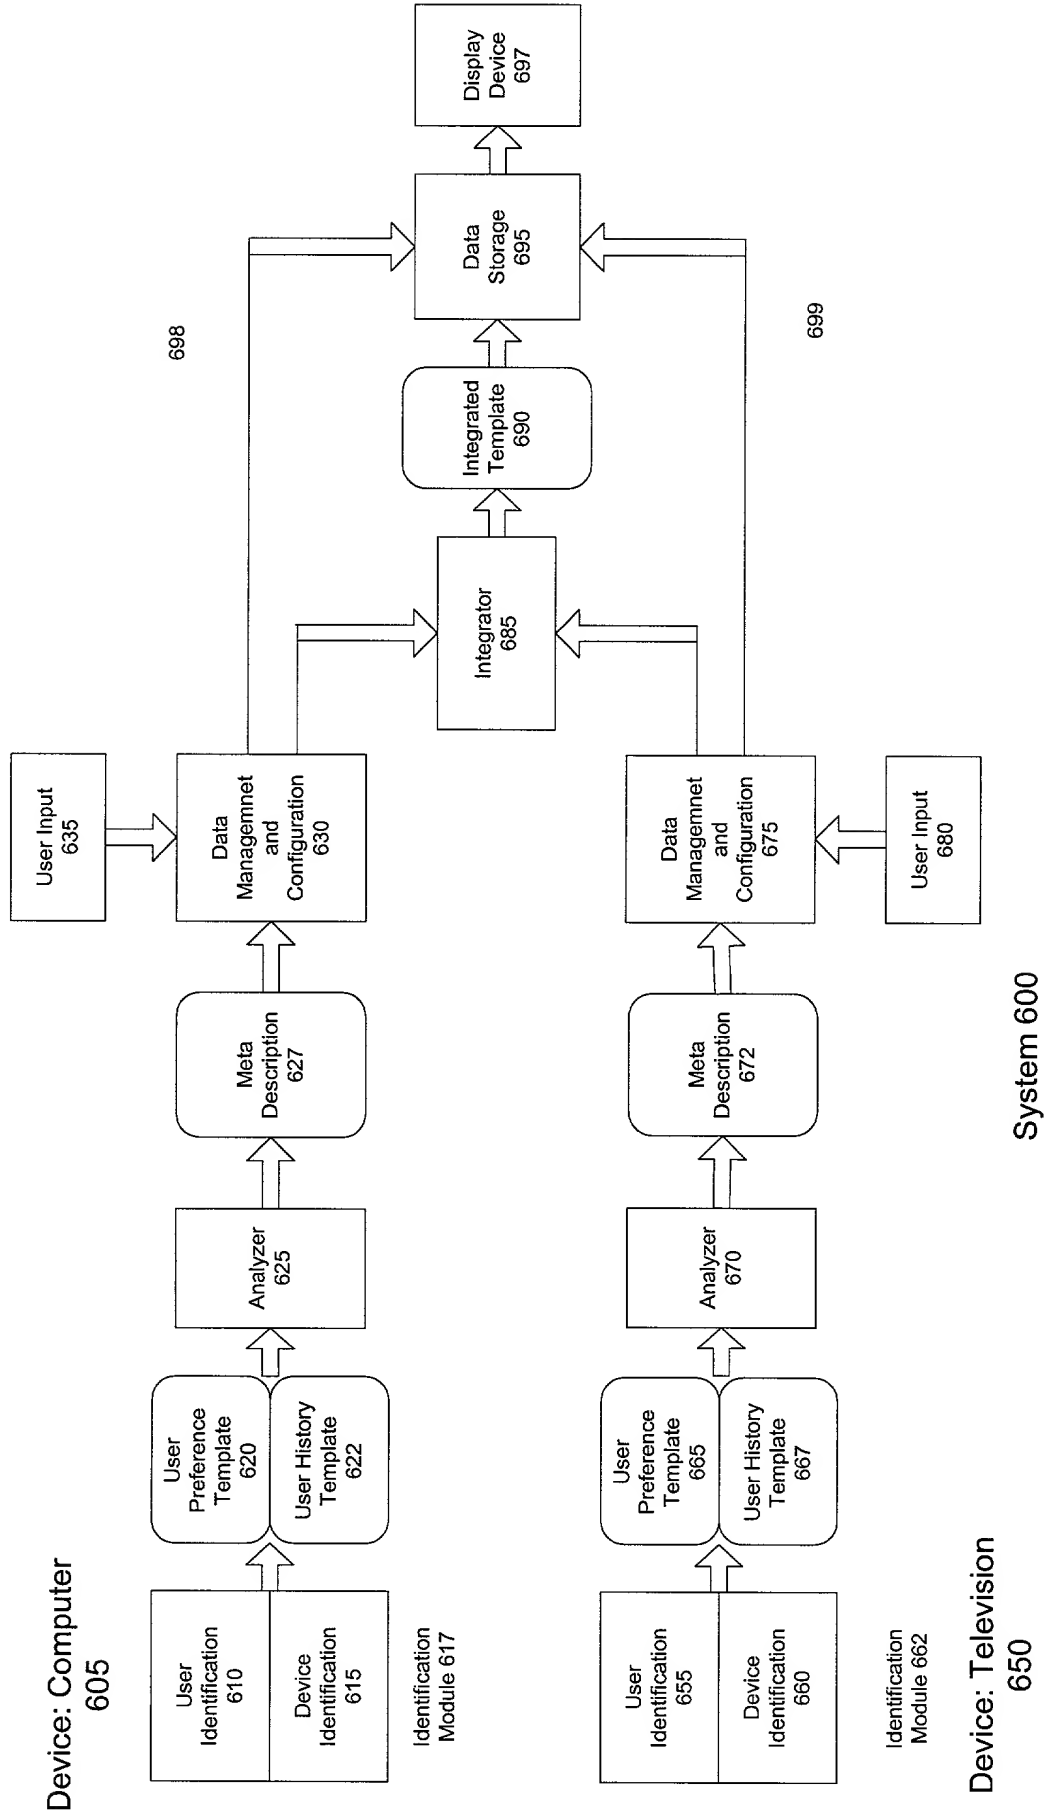 Device: Computer
605
User
Identification
610
Device
Identification
615
Identification
Module 617
User
Preference
Template
620
User History
Template
622
Analyzer
625
Meta
Description
627
User Input
635
Data
Managemnet
and
Configuration
630
698
Integrator
685
Integrated
Template
690
Data
Storage
695
Display
Device
697
699
User
Identification
655
Device
Identification
660
Identification
Module 662
User
Preference
Template
665
User History
Template
667
Analyzer
670
Meta
Description
672
Data
Managemnet
and
Configuration
675
User Input
680
Device: Television
650
System 600